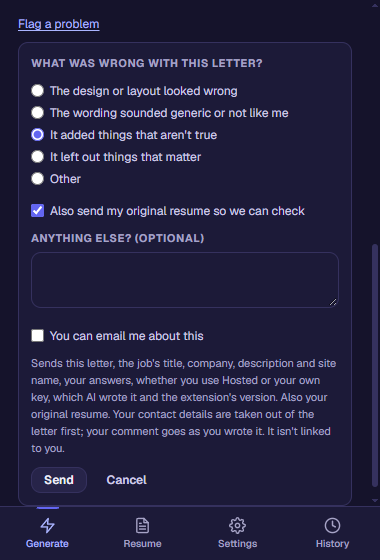 Flag a problem
WHAT WAS WRONG WITH THIS LETTER?
The design or layout looked wrong
The wording sounded generic or not like me
It added things that aren't true
It left out things that matter
Other
Also send my original resume so we can check
ANYTHING ELSE? (OPTIONAL)
You can email me about this
Sends this letter, the job's title, company, description and site
name, your answers, whether you use Hosted or your own
key, which AI wrote it and the extension's version. Also your
original resume. Your contact details are taken out of the
letter first; your comment goes as you wrote it. It isn't linked
to you.
Send Cancel
Generate Resume Settings History